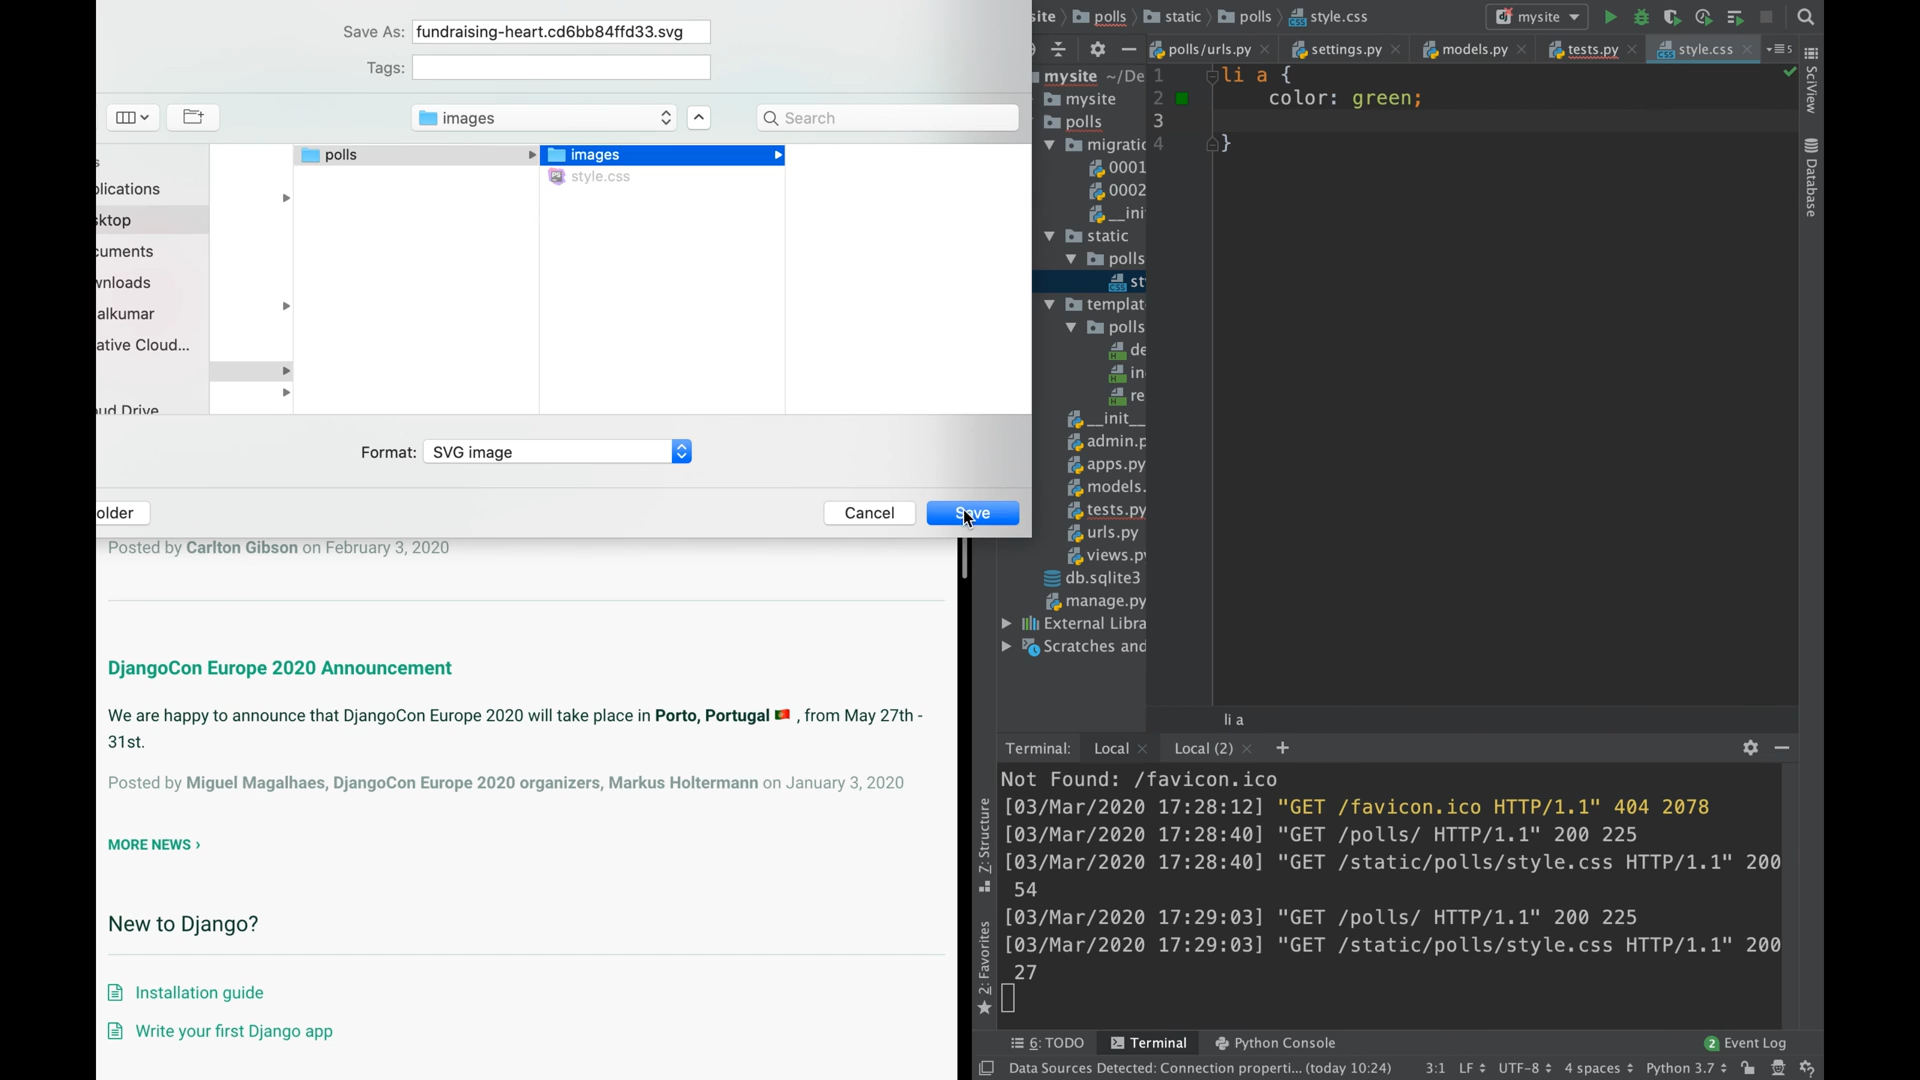 Save As: fundraising-heart.cd6bb84ffd33.svg
Tags:
images
Search
polls
images
style.css
plications
sktop
cuments
wnloads
alkumar
ative Cloud...
oud Drive
Format: SVG image
older
Cancel
Save
Posted by Carlton Gibson on February 3, 2020
DjangoCon Europe 2020 Announcement
We are happy to announce that DjangoCon Europe 2020 will take place in Porto, Portugal 🇵🇹 , from May 27th -
31st.
Posted by Miguel Magalhaes, DjangoCon Europe 2020 organizers, Markus Holtermann on January 3, 2020
MORE NEWS ›
New to Django?
Installation guide
Write your first Django app
site polls static polls style.css
mysite
polls/urls.py settings.py models.py tests.py style.css
5
mysite ~/De
mysite
polls
migratic
0001
0002
__ini
static
polls
st
templat
polls
de
in
re
__init__
admin.p
apps.py
models.
tests.py
urls.py
views.py
db.sqlite3
manage.py
External Libra
Scratches and
1 li a {
2 color: green;
3
4 }
li a
SciView
Database
Terminal: Local Local (2) +
Not Found: /favicon.ico
[03/Mar/2020 17:28:12] "GET /favicon.ico HTTP/1.1" 404 2078
[03/Mar/2020 17:28:40] "GET /polls/ HTTP/1.1" 200 225
[03/Mar/2020 17:28:40] "GET /static/polls/style.css HTTP/1.1" 200
54
[03/Mar/2020 17:29:03] "GET /polls/ HTTP/1.1" 200 225
[03/Mar/2020 17:29:03] "GET /static/polls/style.css HTTP/1.1" 200
27
Z: Structure
2: Favorites
6: TODO Terminal Python Console 2 Event Log
Data Sources Detected: Connection properti... (today 10:24) 3:1 LF UTF-8 4 spaces Python 3.7